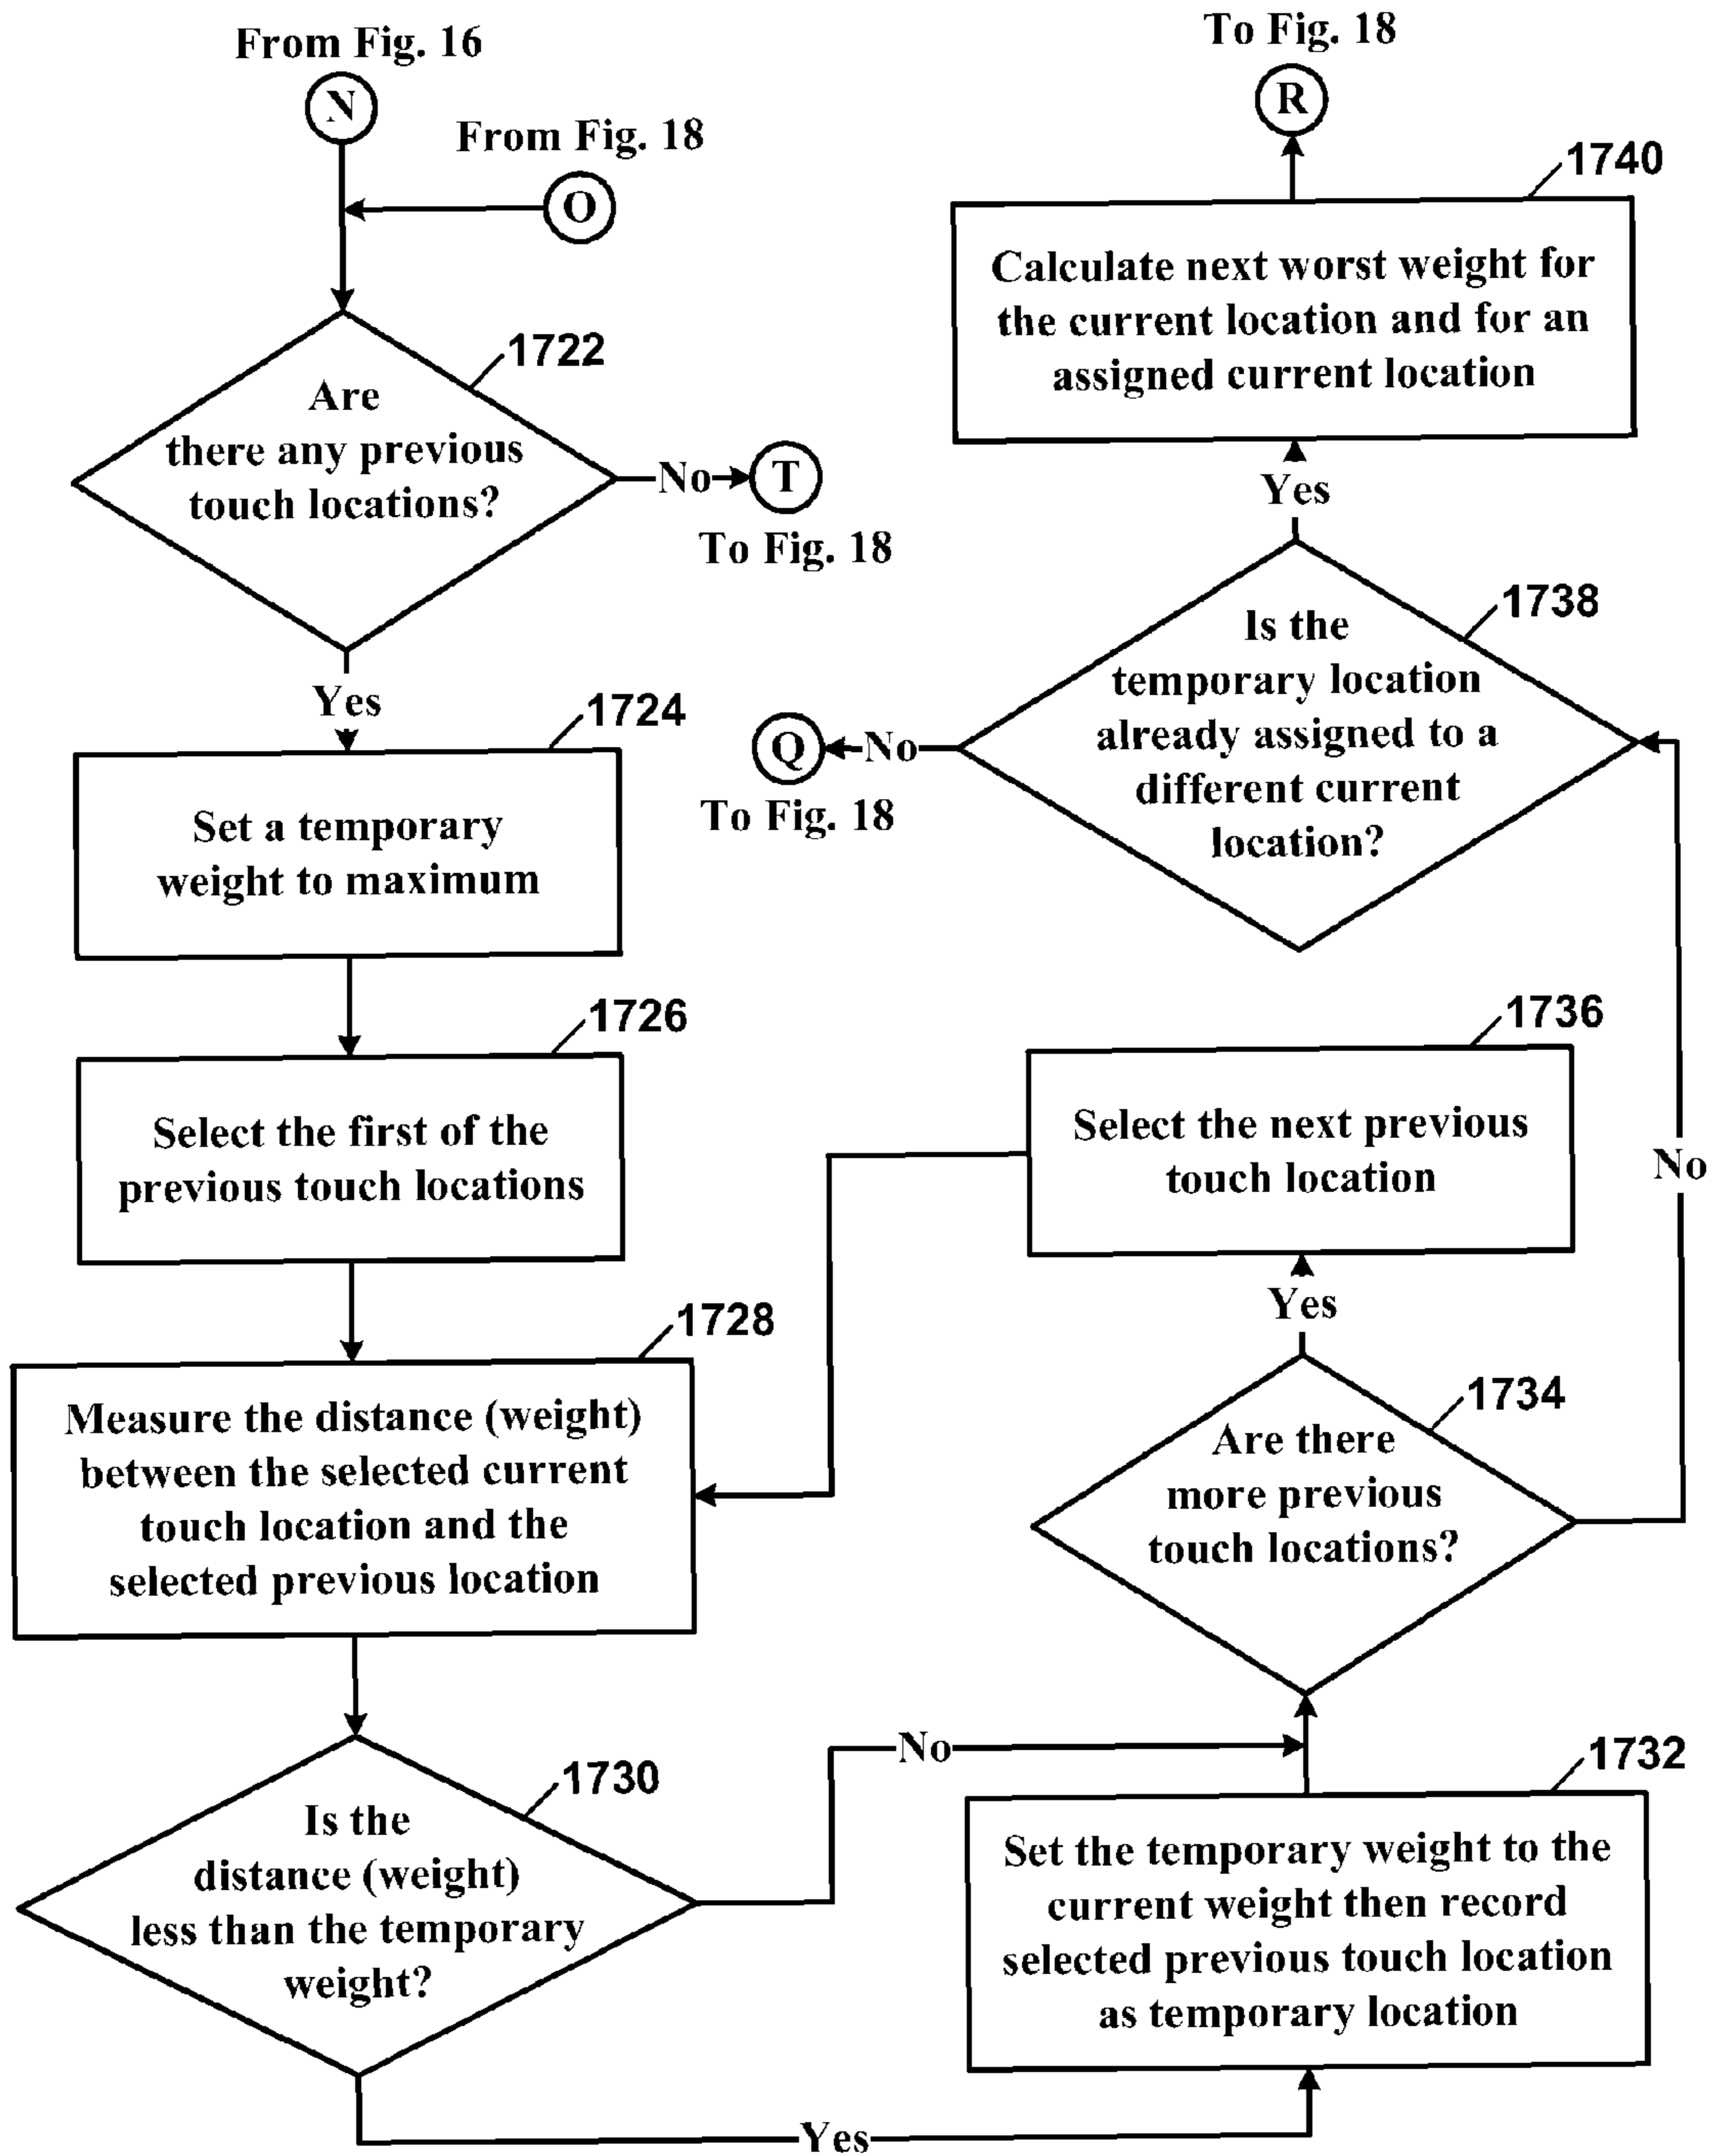 From Fig. 16
N
From Fig. 18
O
1722
Are
there any previous
touch locations?
No
T
To Fig. 18
Yes
1724
Set a temporary
weight to maximum
1726
Select the first of the
previous touch locations
1728
Measure the distance (weight)
between the selected current
touch location and the
selected previous location
1730
Is the
distance (weight)
less than the temporary
weight?
No
Yes
1732
Set the temporary weight to the
current weight then record
selected previous touch location
as temporary location
1734
Are there
more previous
touch locations?
Yes
No
1736
Select the next previous
touch location
1738
Is the
temporary location
already assigned to a
different current
location?
No
Q
To Fig. 18
Yes
1740
Calculate next worst weight for
the current location and for an
assigned current location
R
To Fig. 18